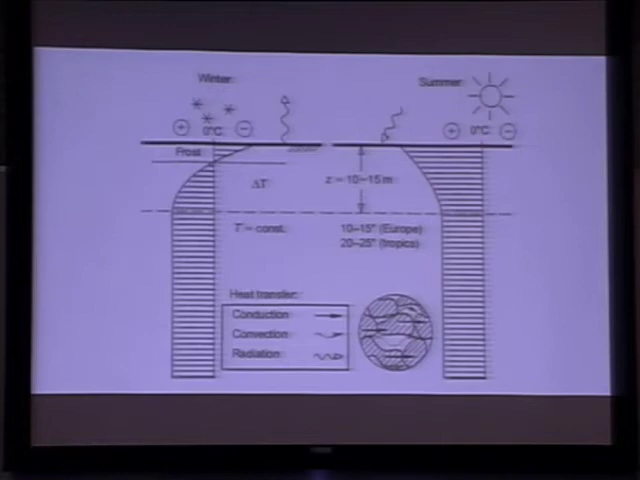 Winter:
Summer:
+ 0°C −
+ 0°C −
Frost
ΔT
z = 10–15 m
T = const.
10–15° (Europe)
20–25° (tropics)
Heat transfer:
Conduction
Convection
Radiation